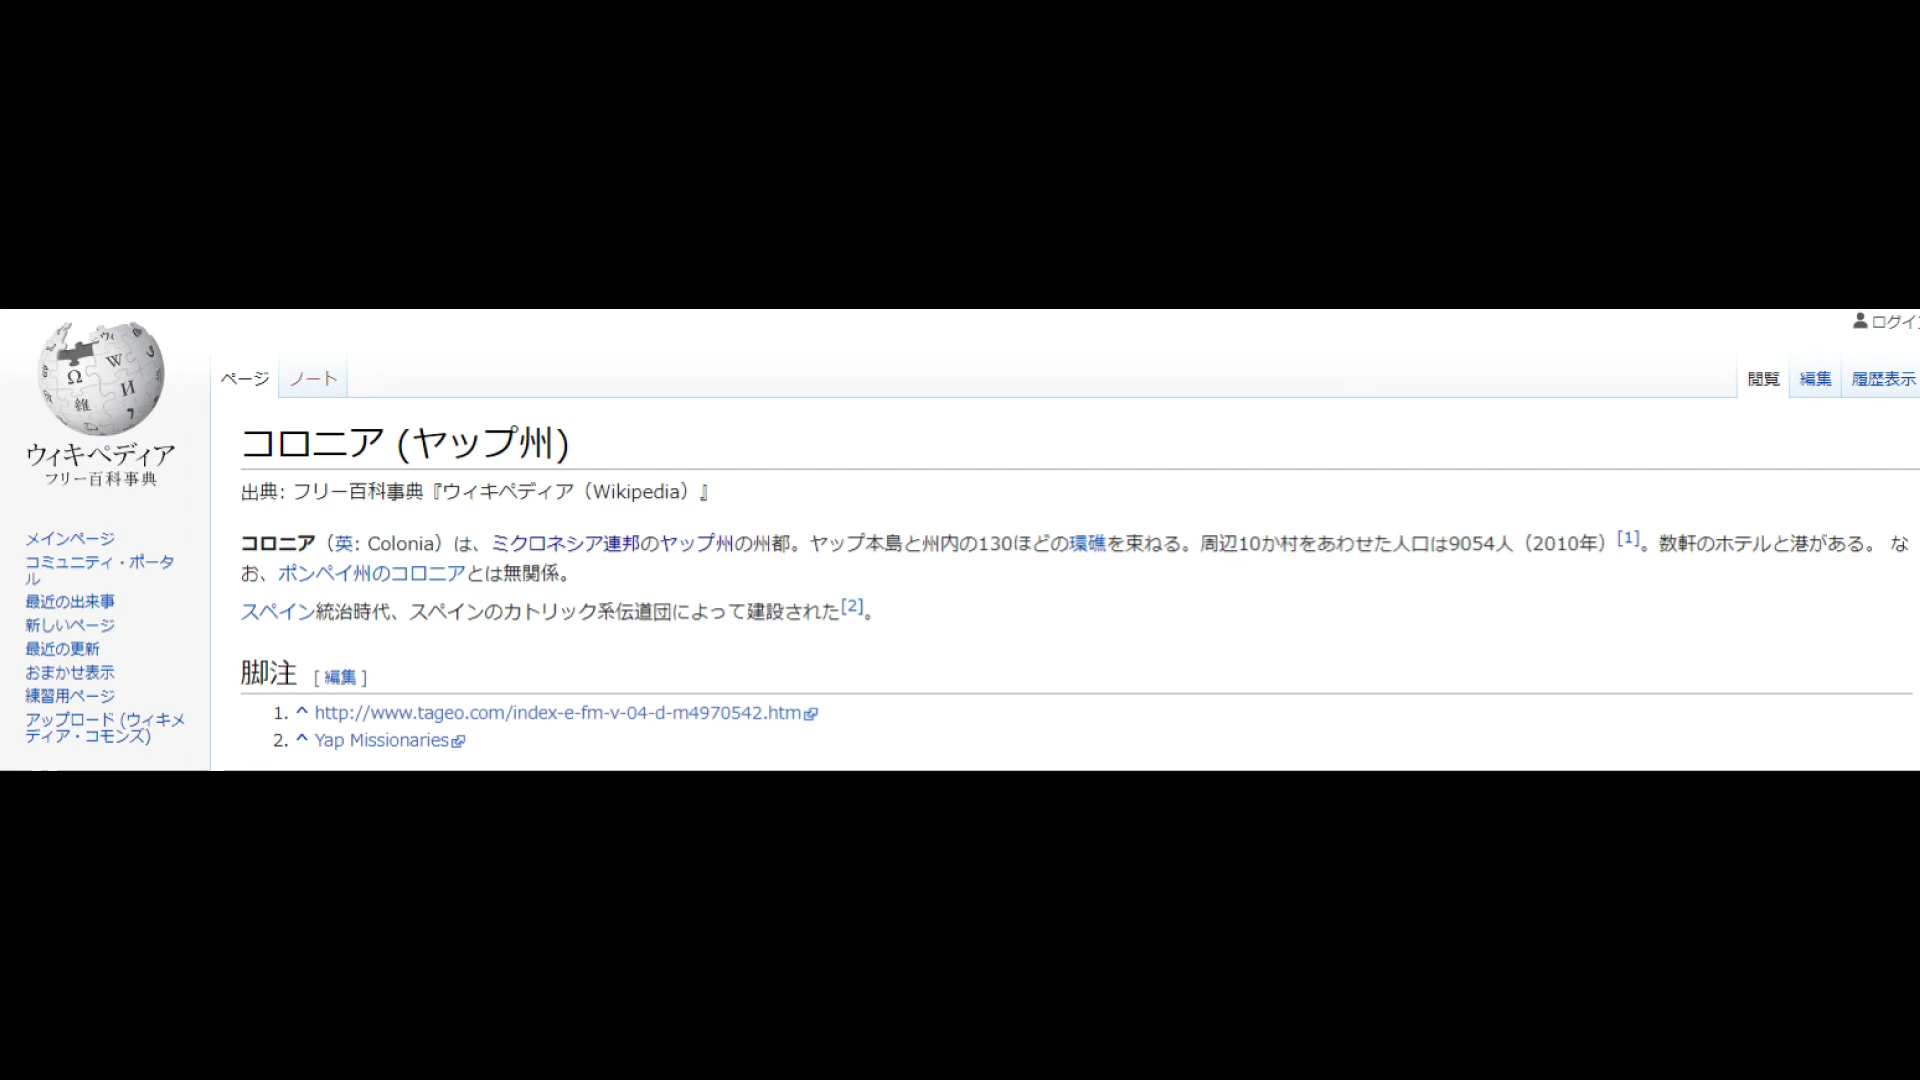 ログイ
ページ ノート 閲覧 編集 履歴表示
ウィキペディア
フリー百科事典
メインページ
コミュニティ・ポータ
ル
最近の出来事
新しいページ
最近の更新
おまかせ表示
練習用ページ
アップロード (ウィキメ
ディア・コモンズ)
コロニア (ヤップ州)
出典: フリー百科事典『ウィキペディア（Wikipedia）』
コロニア（英: Colonia）は、ミクロネシア連邦のヤップ州の州都。ヤップ本島と州内の130ほどの環礁を束ねる。周辺10か村をあわせた人口は9054人（2010年）[1]。数軒のホテルと港がある。 な
お、ポンペイ州のコロニアとは無関係。
スペイン統治時代、スペインのカトリック系伝道団によって建設された[2]。
脚注 [ 編集 ]
1. ^ http://www.tageo.com/index-e-fm-v-04-d-m4970542.htm
2. ^ Yap Missionaries